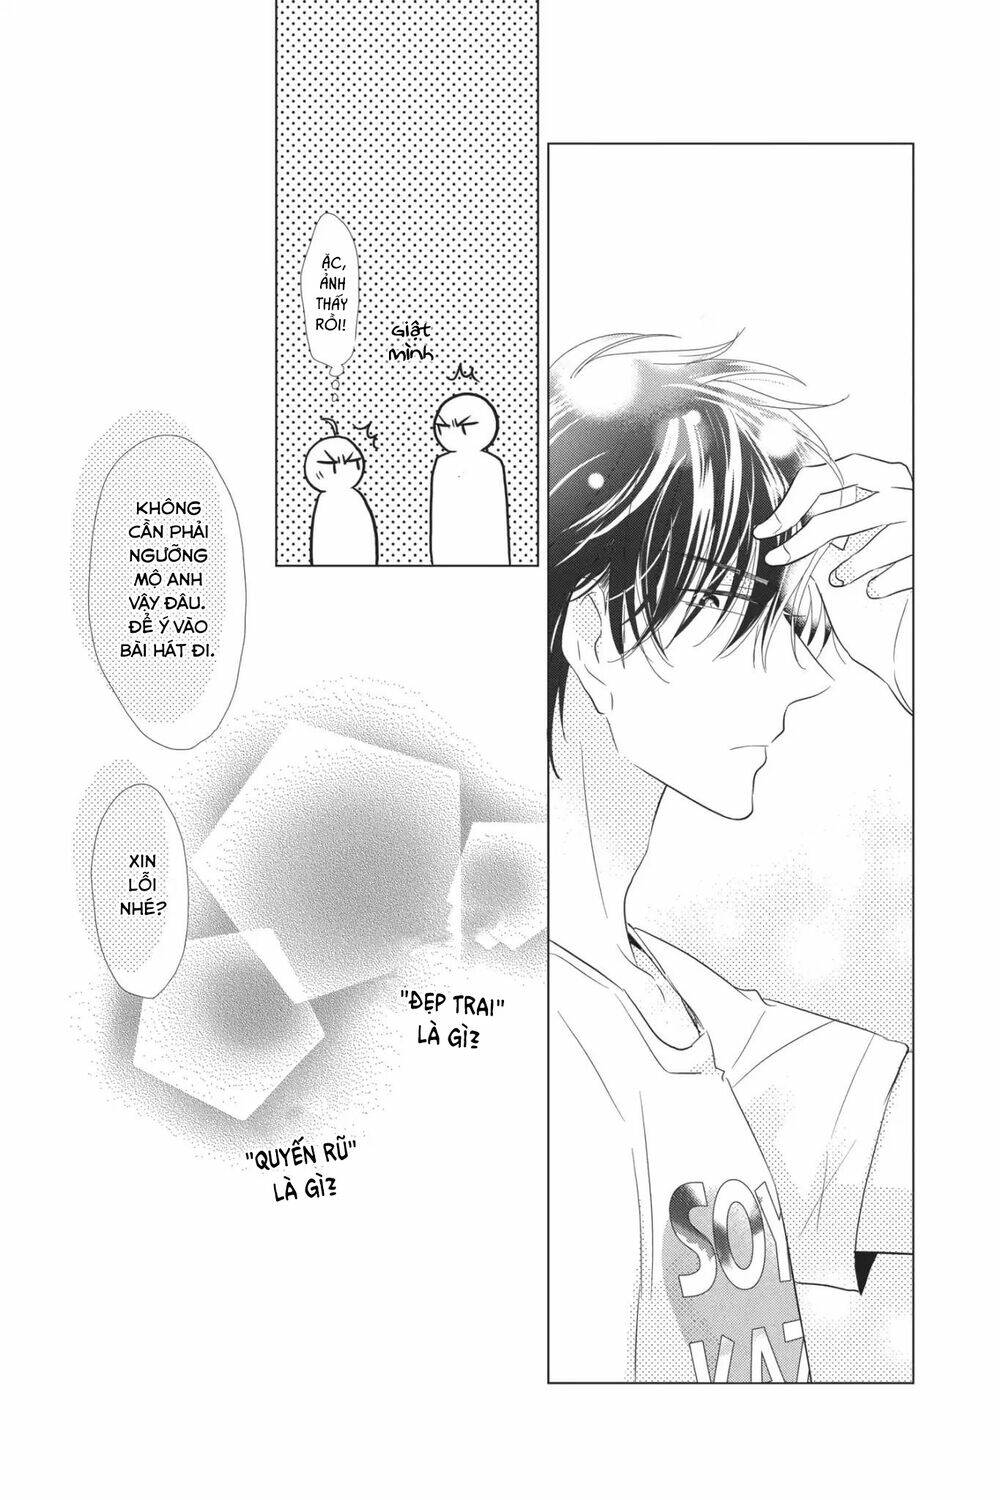 ẶC,
ẢNH
THẤY
RỒI!
Giật
mình
KHÔNG
CẦN PHẢI
NGƯỠNG
MỘ ANH
VẬY ĐÂU.
ĐỂ Ý VÀO
BÀI HÁT ĐI.
XIN
LỖI
NHÉ?
"ĐẸP TRAI"
LÀ GÌ?
"QUYẾN RŨ"
LÀ GÌ?
SOY